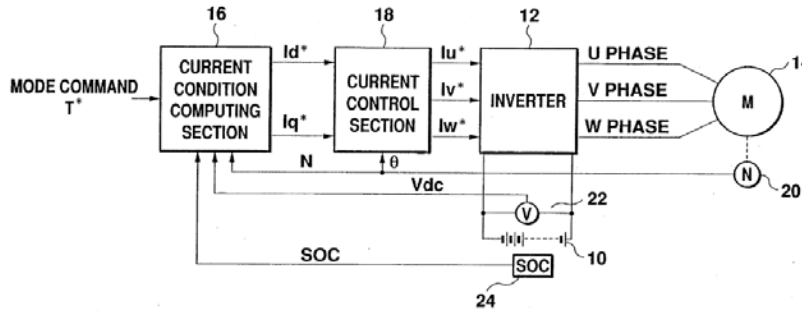 16
18
12
14
MODE COMMAND
T*
CURRENT
CONDITION
COMPUTING
SECTION
Id*
Iq*
CURRENT
CONTROL
SECTION
Iu*
Iv*
Iw*
INVERTER
U PHASE
V PHASE
W PHASE
M
N
θ
N
20
Vdc
V
22
SOC
SOC
10
24